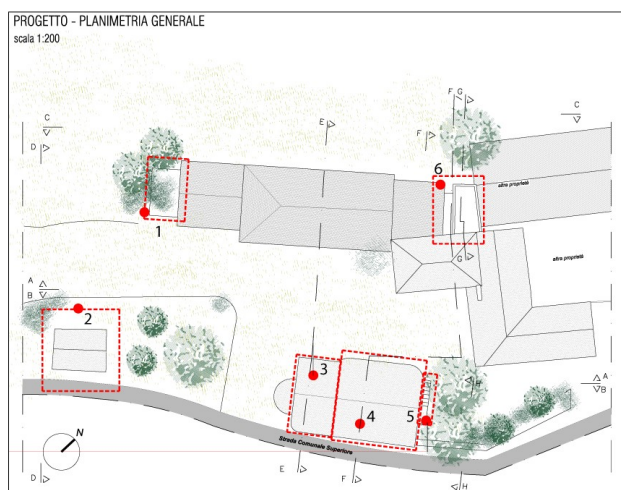 PROGETTO - PLANIMETRIA GENERALE
scala 1:200
F G
C
E
F
C
D
6
altra proprietà
1
G
altra proprietà
A
B
2
3
H
A
B
4
5
N
Strada Comunale Superiore
D
E
F
H